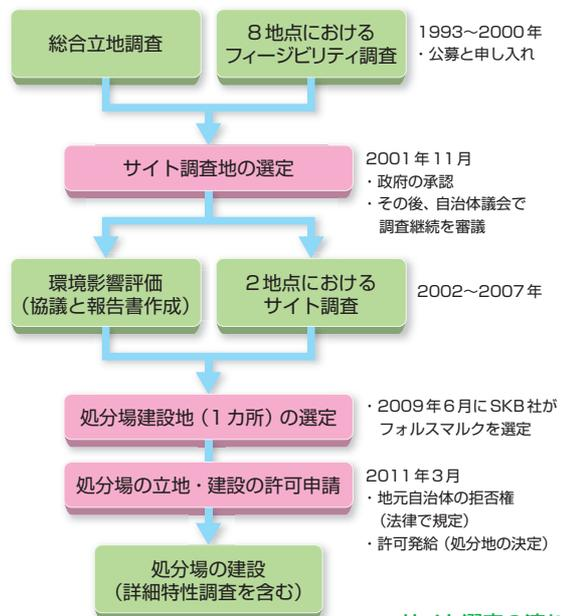 総合立地調査
8地点における
フィージビリティ調査
1993～2000年
・公募と申し入れ
サイト調査地の選定
2001年11月
・政府の承認
・その後、自治体議会で
調査継続を審議
環境影響評価
（協議と報告書作成）
2地点における
サイト調査
2002～2007年
処分場建設地（1カ所）の選定
・2009年6月にSKB社が
フォルスマルクを選定
処分場の立地・建設の許可申請
2011年3月
・地元自治体の拒否権
（法律で規定）
・許可発給（処分地の決定）
処分場の建設
（詳細特性調査を含む）